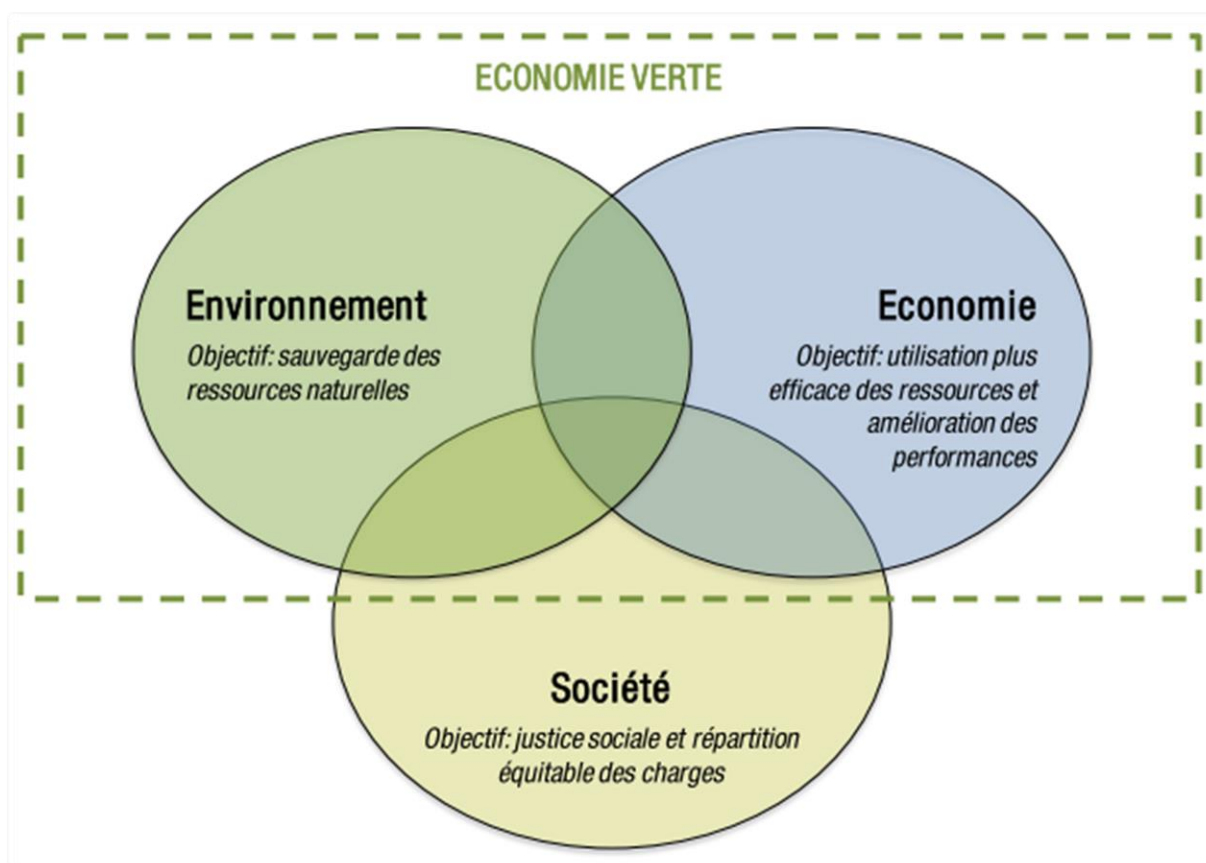 ECONOMIE VERTE
Environnement
Objectif: sauvegarde des
ressources naturelles
Economie
Objectif: utilisation plus
efficace des ressources et
amélioration des
performances
Société
Objectif: justice sociale et répartition
équitable des charges